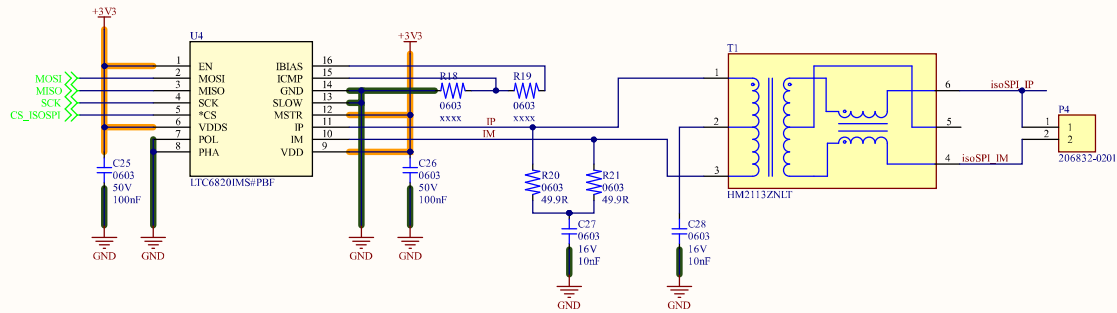 +3V3
U4
+3V3
T1
1 EN IBIAS 16
MOSI 2 MOSI ICMP 15
MISO 3 MISO GND 14
SCK 4 SCK SLOW 13
CS_ISOSPI 5 *CS MSTR 12
6 VDDS IP 11 IP
7 POL IM 10 IM
8 PHA VDD 9
LTC6820IMS#PBF
R18
0603
xxxx
R19
0603
xxxx
C25
0603
50V
100nF
C26
0603
50V
100nF
R20
0603
49.9R
R21
0603
49.9R
C27
0603
16V
10nF
C28
0603
16V
10nF
1
2
3
6
5
4
HM2113ZNLT
isoSPI_IP
isoSPI_IM
P4
1 1
2 2
206832-0201
GND
GND
GND
GND
GND
GND